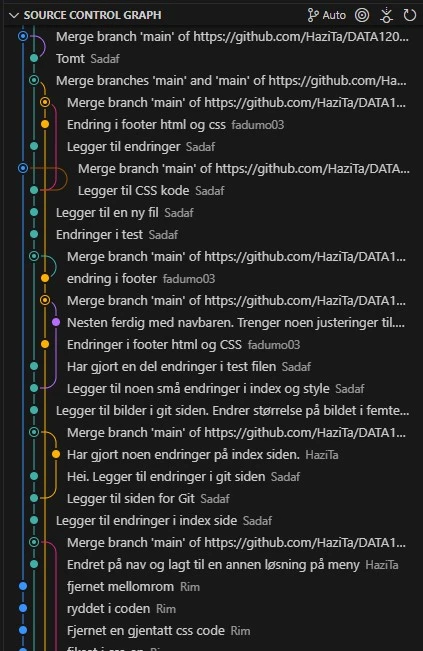 SOURCE CONTROL GRAPH Auto
Merge branch 'main' of https://github.com/HaziTa/DATA120...
Tomt Sadaf
Merge branches 'main' and 'main' of https://github.com/Ha...
Merge branch 'main' of https://github.com/HaziTa/DATA1...
Endring i footer html og css fadumo03
Legger til endringer Sadaf
Merge branch 'main' of https://github.com/HaziTa/DATA...
Legger til CSS kode Sadaf
Legger til en ny fil Sadaf
Endringer i test Sadaf
Merge branch 'main' of https://github.com/HaziTa/DATA1...
endring i footer fadumo03
Merge branch 'main' of https://github.com/HaziTa/DATA1...
Nesten ferdig med navbaren. Trenger noen justeringer til....
Endringer i footer html og CSS fadumo03
Har gjort en del endringer i test filen Sadaf
Legger til noen små endringer i index og style Sadaf
Legger til bilder i git siden. Endrer størrelse på bildet i femte...
Merge branch 'main' of https://github.com/HaziTa/DATA1...
Har gjort noen endringer på index siden. HaziTa
Hei. Legger til endringer i git siden Sadaf
Legger til siden for Git Sadaf
Legger til endringer i index side Sadaf
Merge branch 'main' of https://github.com/HaziTa/DATA1...
Endret på nav og lagt til en annen løsning på meny HaziTa
fjernet mellomrom Rim
ryddet i coden Rim
Fjernet en gjentatt css code Rim